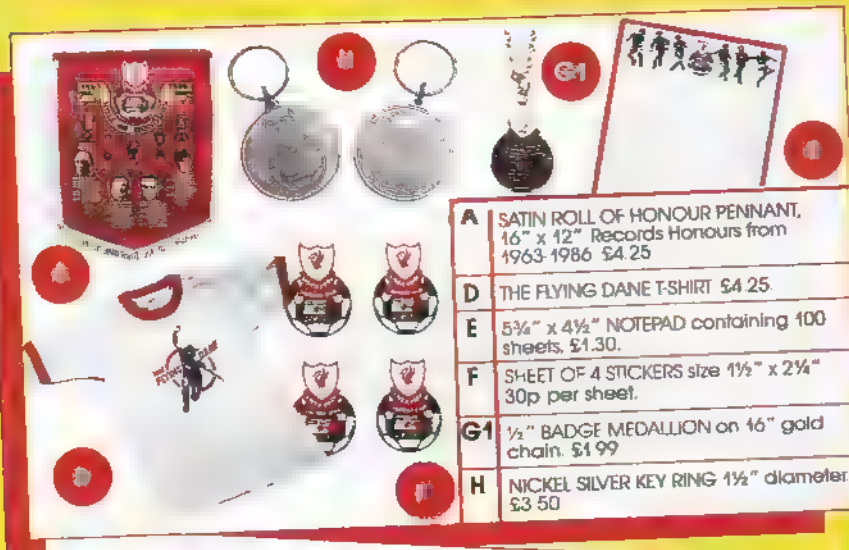 H
G1
A
FLYING DANE
A SATIN ROLL OF HONOUR PENNANT,
16" x 12" Records Honours from
1963-1986 £4.25
D THE FLYING DANE T-SHIRT £4.25.
E 5¾" x 4½" NOTEPAD containing 100
sheets, £1.30.
F SHEET OF 4 STICKERS size 1½" x 2¼"
30p per sheet.
G1 ½" BADGE MEDALLION on 16" gold
chain. £1 99
H NICKEL SILVER KEY RING 1½" diameter
£3 50